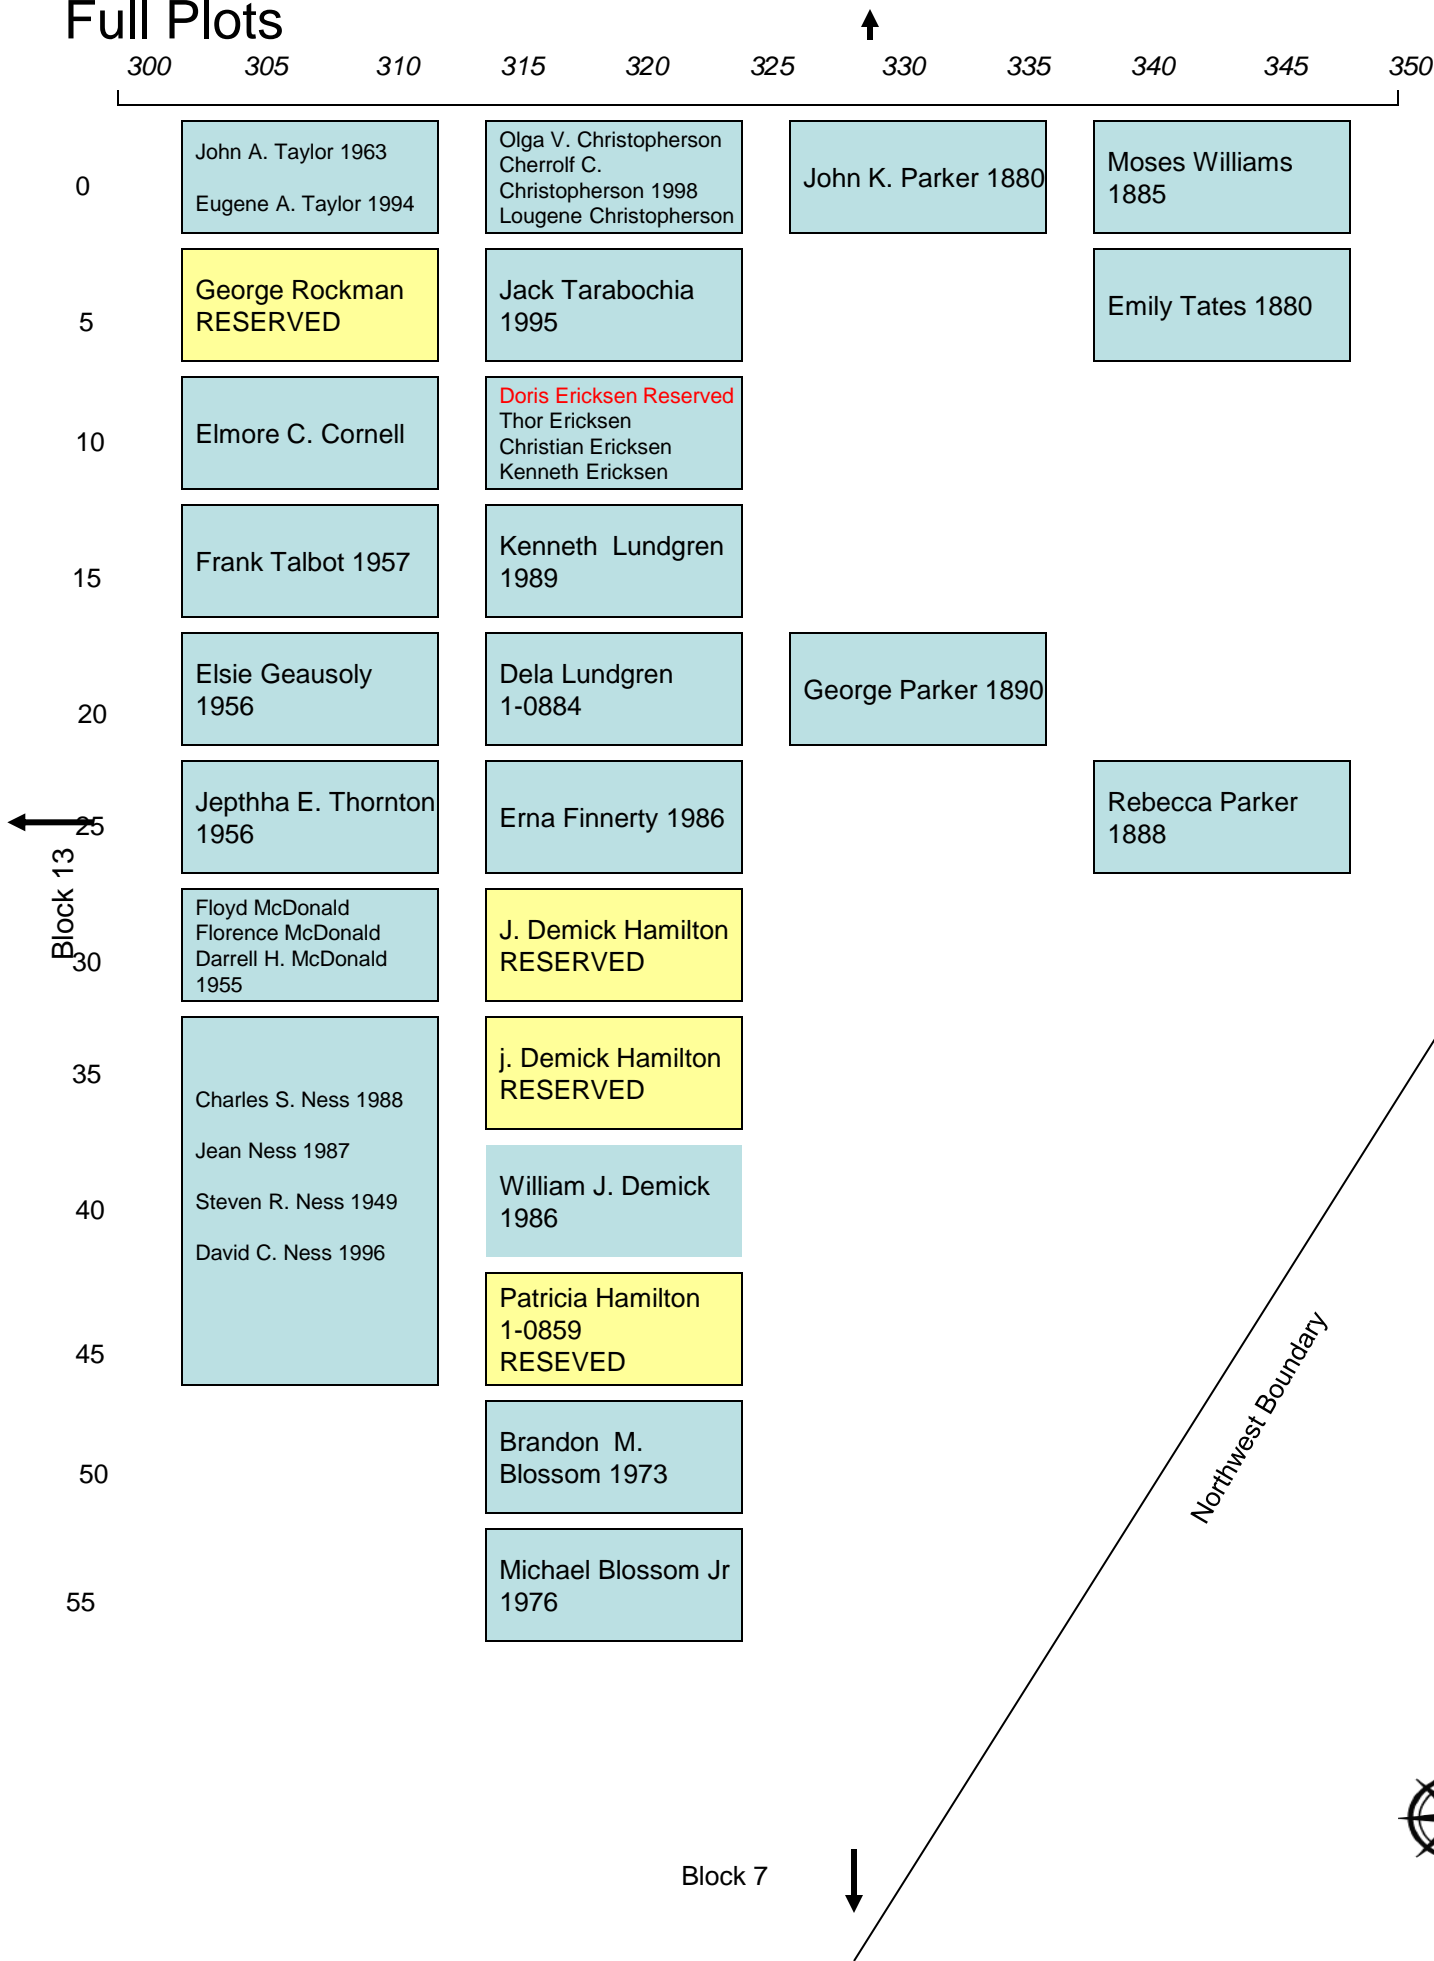 Full Plots
300 305 310 315 320 325 330 335 340 345 350
0
John A. Taylor 1963
Eugene A. Taylor 1994
Olga V. Christopherson
Cherrolf C.
Christopherson 1998
Lougene Christopherson
John K. Parker 1880
Moses Williams
1885
5
George Rockman
RESERVED
Jack Tarabochia
1995
Emily Tates 1880
10
Elmore C. Cornell
Doris Ericksen Reserved
Thor Ericksen
Christian Ericksen
Kenneth Ericksen
15
Frank Talbot 1957
Kenneth Lundgren
1989
20
Elsie Geausoly
1956
Dela Lundgren
1-0884
George Parker 1890
25
Jepthha E. Thornton
1956
Erna Finnerty 1986
Rebecca Parker
1888
Block 13
30
Floyd McDonald
Florence McDonald
Darrell H. McDonald
1955
J. Demick Hamilton
RESERVED
35
Charles S. Ness 1988
Jean Ness 1987
Steven R. Ness 1949
David C. Ness 1996
j. Demick Hamilton
RESERVED
40
William J. Demick
1986
45
Patricia Hamilton
1-0859
RESEVED
50
Brandon M.
Blossom 1973
55
Michael Blossom Jr
1976
Northwest Boundary
Block 7